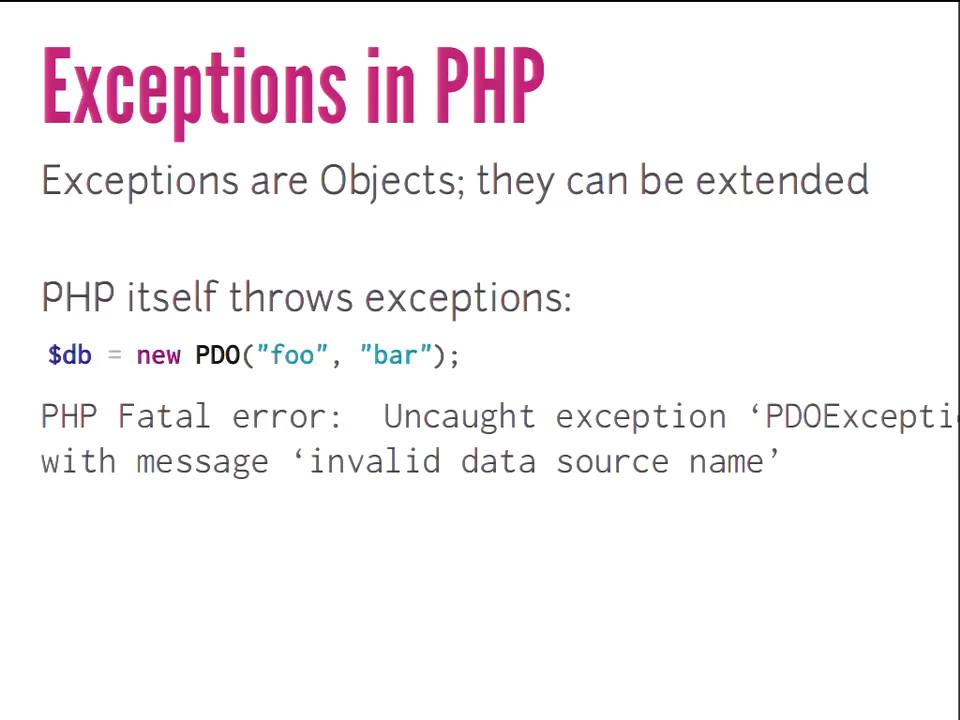 Exceptions in PHP
Exceptions are Objects; they can be extended
PHP itself throws exceptions:
$db = new PDO("foo", "bar");
PHP Fatal error:  Uncaught exception ‘PDOExceptio
with message ‘invalid data source name’